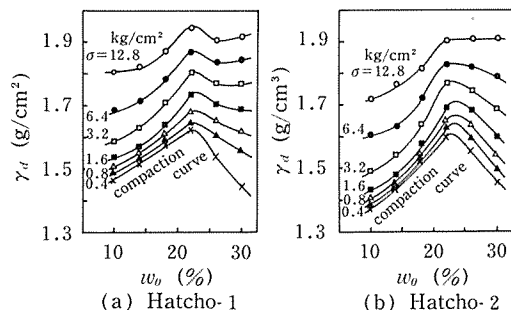 (a)
kg/cm²
σ=12.8
6.4
3.2
1.6
0.8
0.4
compaction
curve
1.9
1.7
1.5
1.3
γd (g/cm²)
10 20 30
w₀ (%)
(a) Hatcho-1
(b)
kg/cm²
σ=12.8
6.4
3.2
1.6
0.8
0.4
compaction
curve
1.9
1.7
1.5
1.3
γd (g/cm³)
10 20 30
w₀ (%)
(b) Hatcho-2